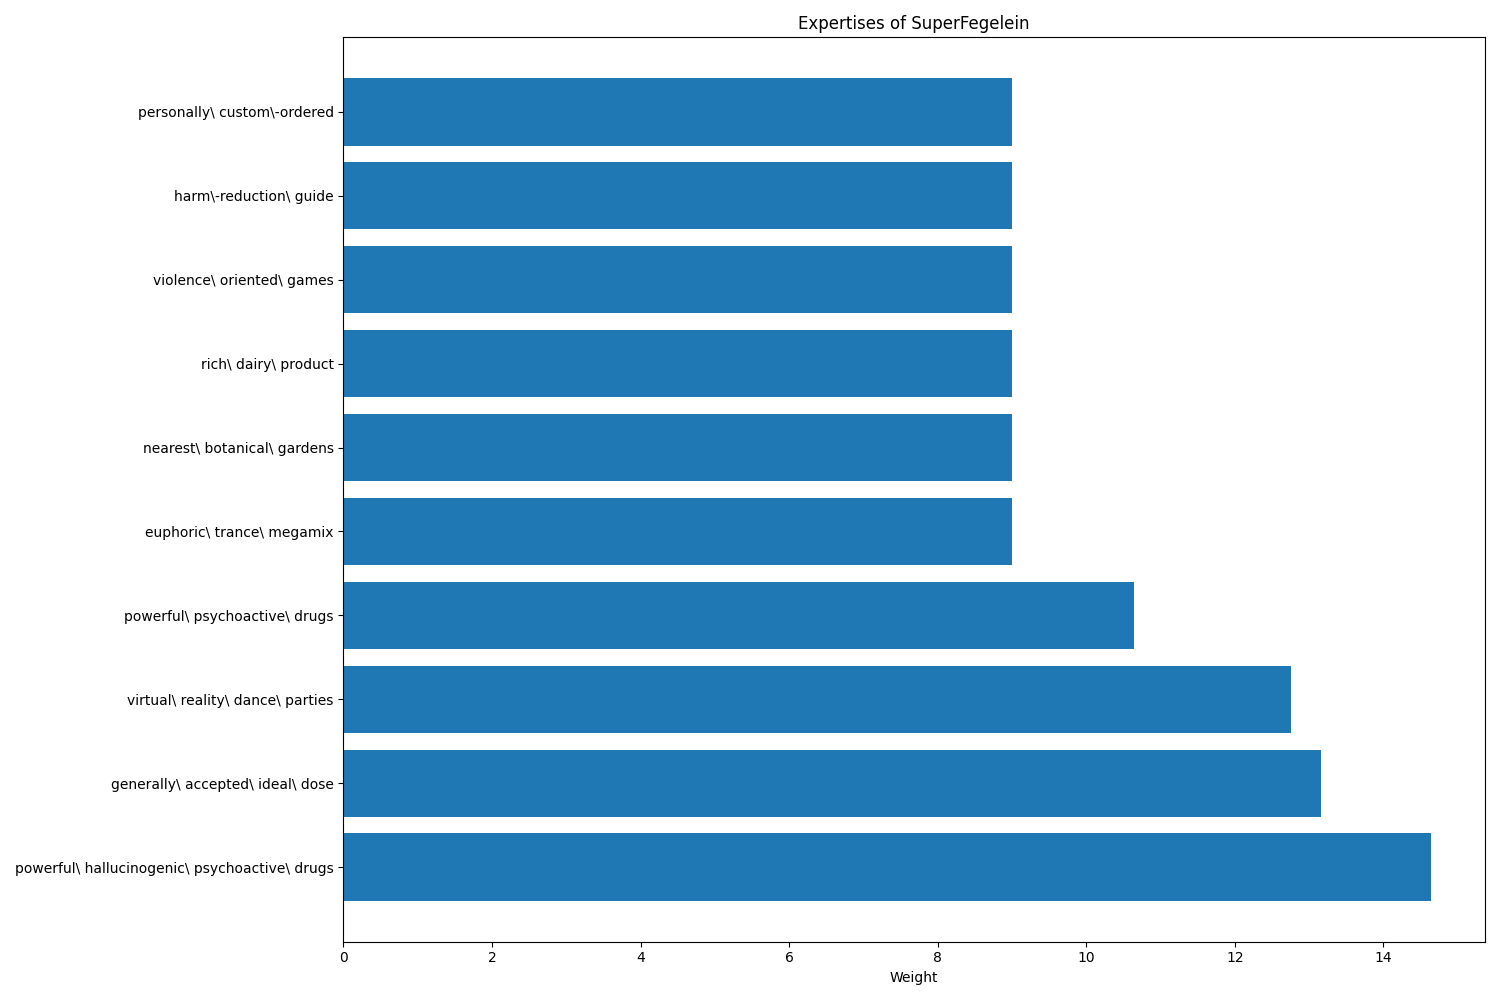 Expertises of SuperFegelein
personally\ custom\-ordered
harm\-reduction\ guide
violence\ oriented\ games
rich\ dairy\ product
nearest\ botanical\ gardens
euphoric\ trance\ megamix
powerful\ psychoactive\ drugs
virtual\ reality\ dance\ parties
generally\ accepted\ ideal\ dose
powerful\ hallucinogenic\ psychoactive\ drugs
0 2 4 6 8 10 12 14
Weight